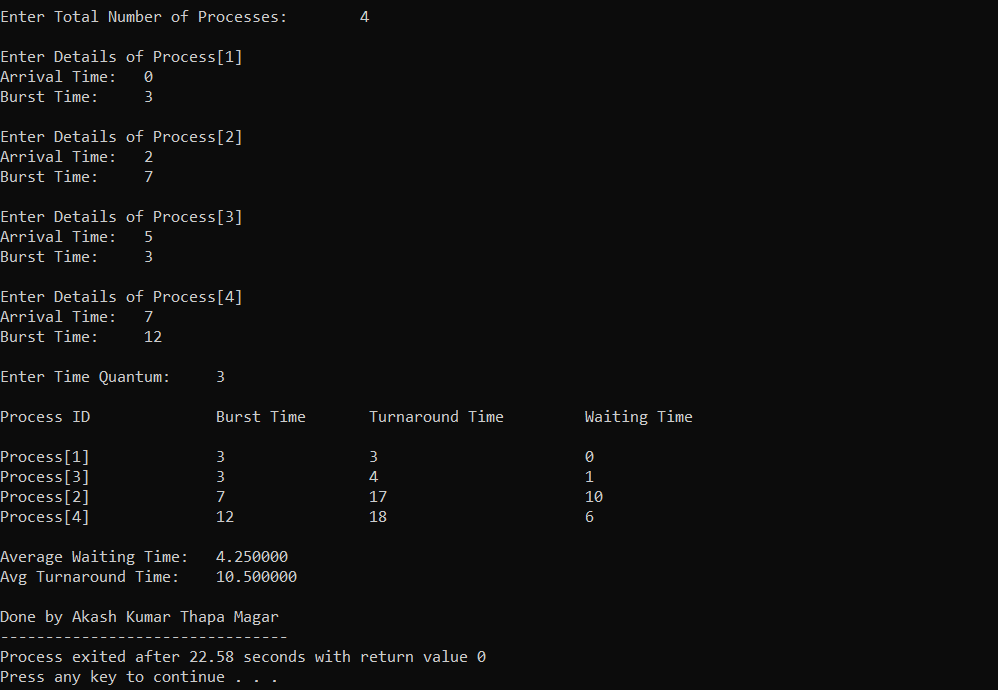 Enter Total Number of Processes: 4
Enter Details of Process[1]
Arrival Time: 0
Burst Time: 3
Enter Details of Process[2]
Arrival Time: 2
Burst Time: 7
Enter Details of Process[3]
Arrival Time: 5
Burst Time: 3
Enter Details of Process[4]
Arrival Time: 7
Burst Time: 12
Enter Time Quantum: 3
Process ID Burst Time Turnaround Time Waiting Time
Process[1] 3 3 0
Process[3] 3 4 1
Process[2] 7 17 10
Process[4] 12 18 6
Average Waiting Time: 4.250000
Avg Turnaround Time: 10.500000
Done by Akash Kumar Thapa Magar
--------------------------------
Process exited after 22.58 seconds with return value 0
Press any key to continue . . .